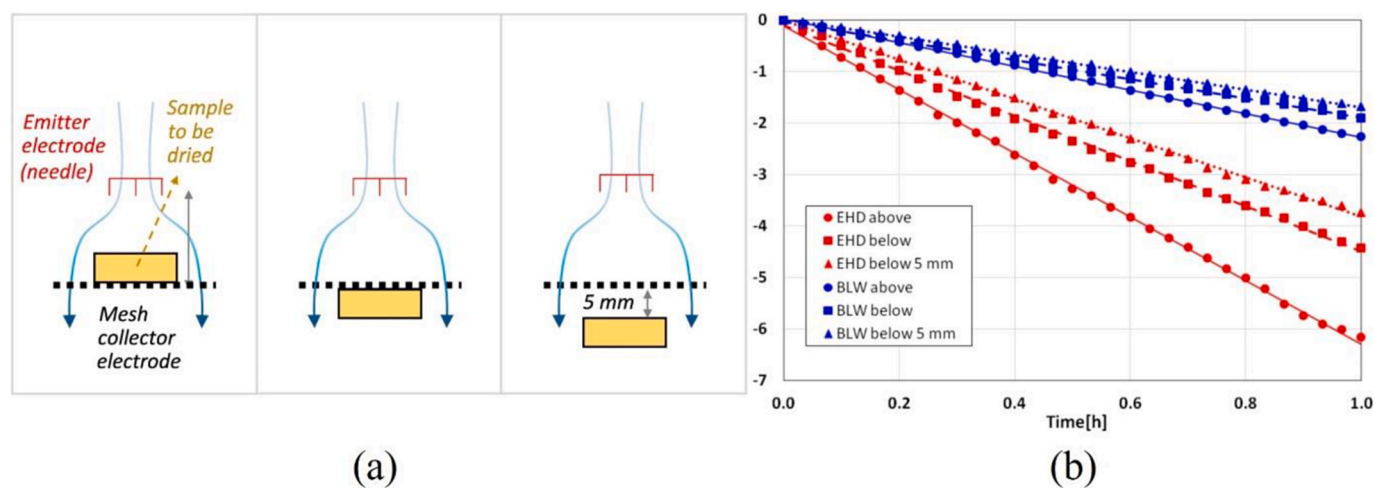 Emitter
electrode
(needle)
Sample
to be
dried
Mesh
collector
electrode
5 mm
(a)
0
-1
-2
-3
-4
-5
-6
-7
EHD above
EHD below
EHD below 5 mm
BLW above
BLW below
BLW below 5 mm
0.0 0.2 0.4 0.6 0.8 1.0
Time[h]
(b)